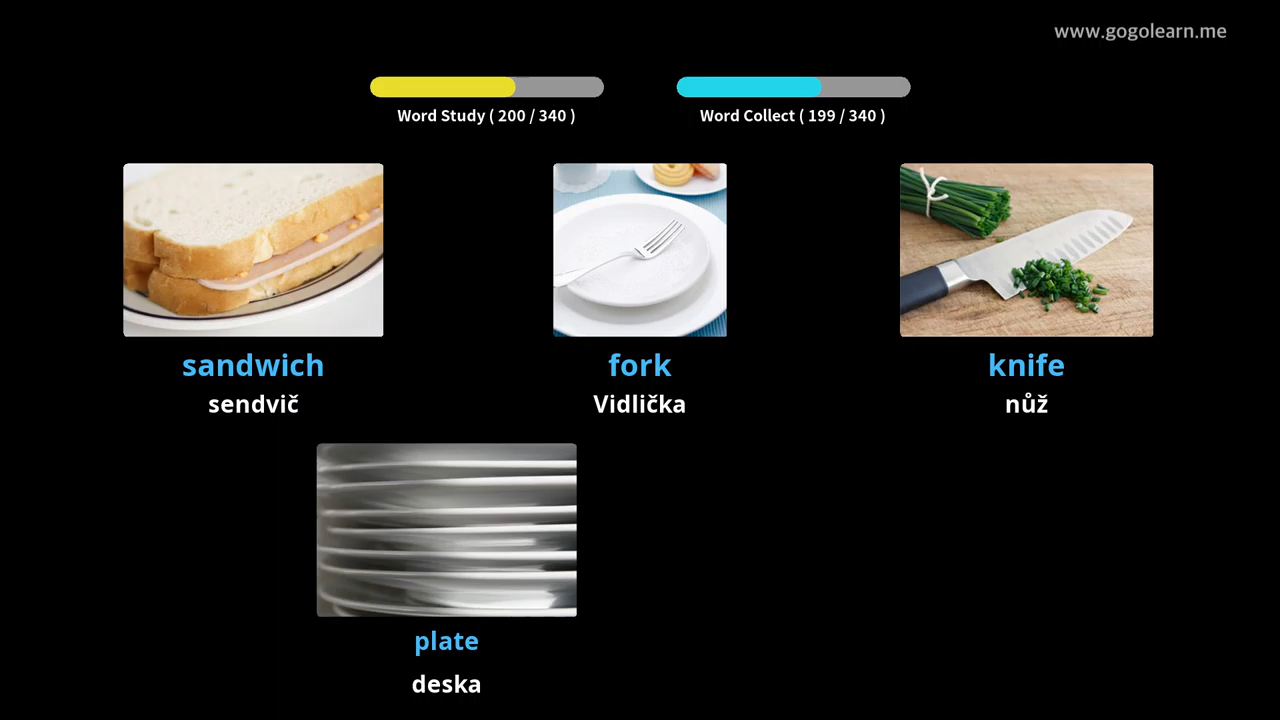 www.gogolearn.me
Word Study ( 200 / 340 )
Word Collect ( 199 / 340 )
sandwich
sendvič
fork
Vidlička
knife
nůž
plate
deska